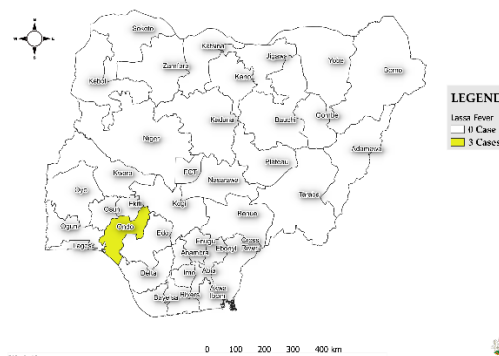 Sokoto
Katsina
Jigawa
Yobe
Borno
Zamfara
Kano
Kebbi
Kaduna
Bauchi
Gombe
Adamawa
Niger
Plateau
FCT
Kwara
Nasarawa
Taraba
Oyo
Ekiti
Kogi
Benue
Osun
Ogun
Ondo
Edo
Lagos
Enugu
Anambra
Ebonyi
Cross
River
Delta
Imo
Abia
Bayelsa
Rivers
Akwa
Ibom
LEGEND
Lassa Fever
0 Case
3 Cases
0 100 200 300 400 km